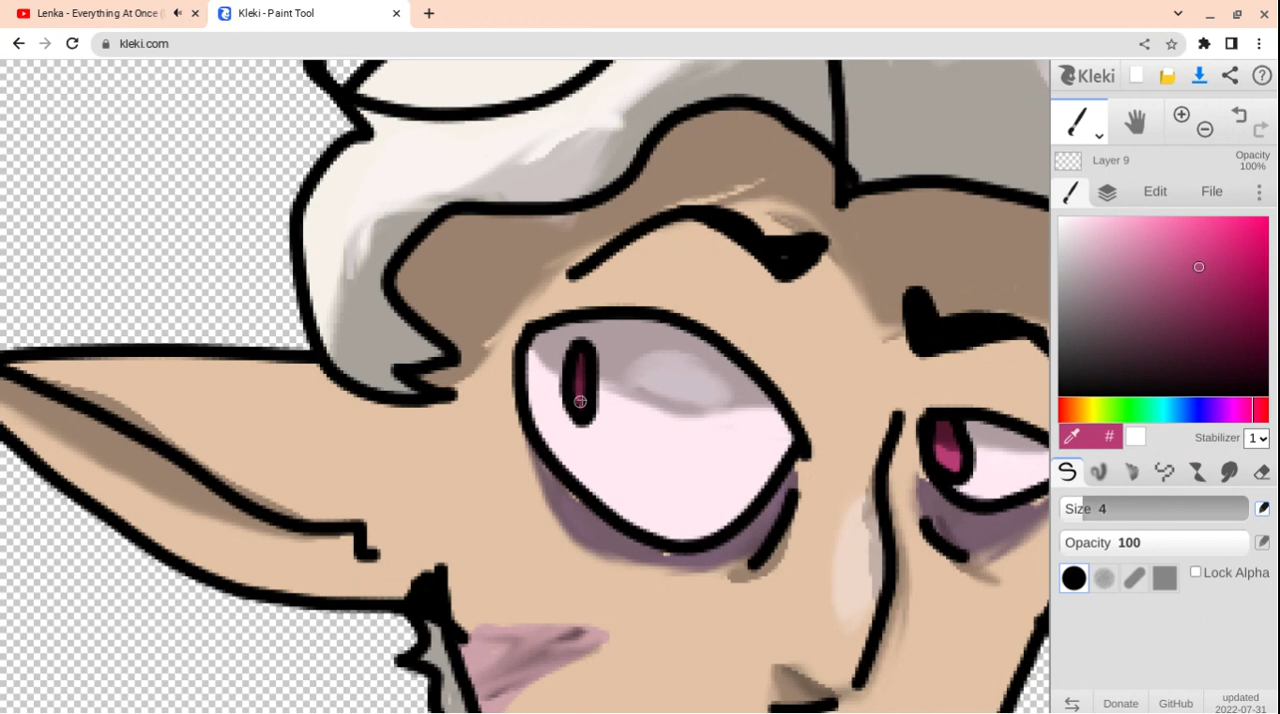 Lenka - Everything At Once (
Kleki - Paint Tool
kleki.com
Kleki
Layer 9
Opacity
100%
Edit
File
#
Stabilizer
1
Size 4
Opacity 100
Lock Alpha
Donate
GitHub
updated
2022-07-31